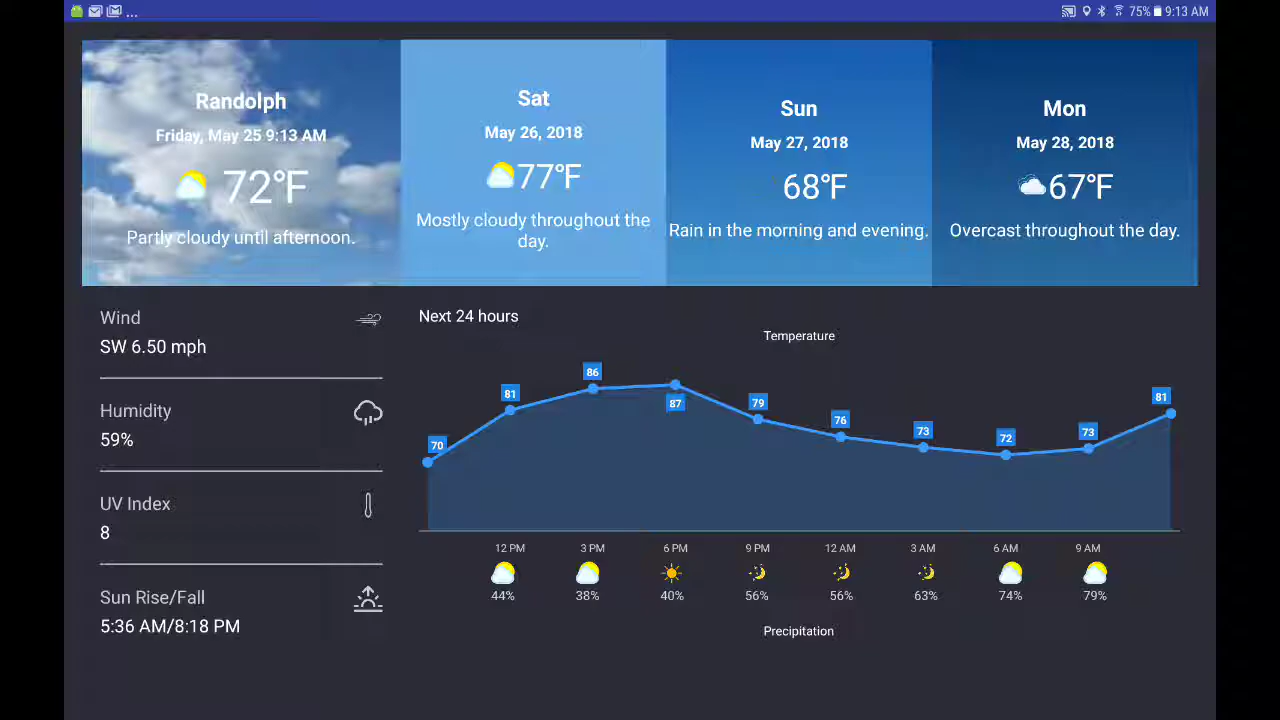 ...
75% 9:13 AM
Randolph
Friday, May 25 9:13 AM
72°F
Partly cloudy until afternoon.
Sat
May 26, 2018
77°F
Mostly cloudy throughout the
day.
Sun
May 27, 2018
68°F
Rain in the morning and evening.
Mon
May 28, 2018
67°F
Overcast throughout the day.
Wind
SW 6.50 mph
Humidity
59%
UV Index
8
Sun Rise/Fall
5:36 AM/8:18 PM
Next 24 hours
Temperature
70 81 86 87 79 76 73 72 73 81
12 PM 3 PM 6 PM 9 PM 12 AM 3 AM 6 AM 9 AM
44% 38% 40% 56% 56% 63% 74% 79%
Precipitation